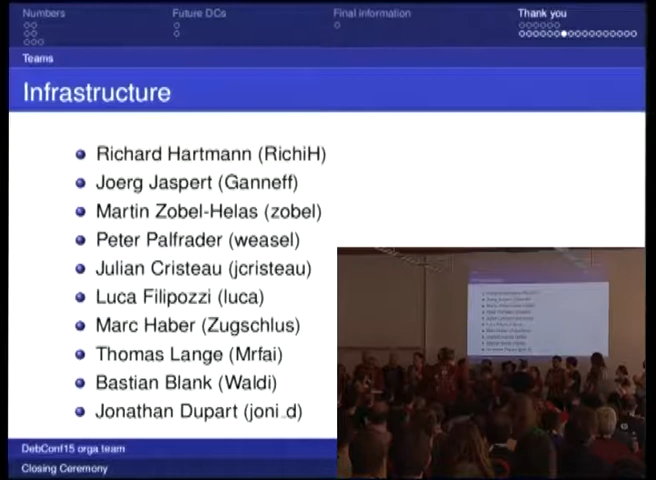 Numbers
Future DCs
Final information
Thank you
Teams
Infrastructure
Richard Hartmann (RichiH)
Joerg Jaspert (Ganneff)
Martin Zobel-Helas (zobel)
Peter Palfrader (weasel)
Julian Cristeau (jcristeau)
Luca Filipozzi (luca)
Marc Haber (Zugschlus)
Thomas Lange (Mrfai)
Bastian Blank (Waldi)
Jonathan Dupart (joni_d)
DebConf15 orga team
Closing Ceremony